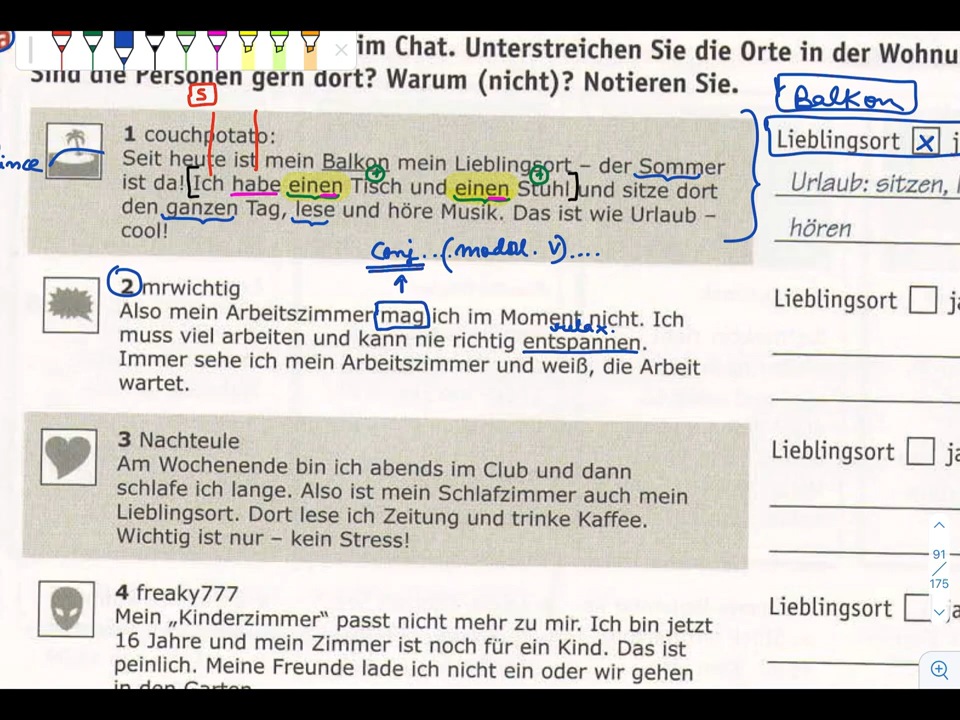 im Chat. Unterstreichen Sie die Orte in der
Sind die Personen gern dort? Warum (nicht)? Notieren Sie.
S
Balkon
1 couchpotato:
Seit heute ist mein Balkon mein Lieblingsort – der Sommer
ist da! Ich habe einen Tisch und einen Stuhl und sitze dort
den ganzen Tag, lese und höre Musik. Das ist wie Urlaub –
cool!
Lieblingsort x
Urlaub: sitzen,
hören
conj...(modal. V)....
2 mrwichtig
Also mein Arbeitszimmer mag ich im Moment nicht. Ich
relax.
muss viel arbeiten und kann nie richtig entspannen.
Immer sehe ich mein Arbeitszimmer und weiß, die Arbeit
wartet.
Lieblingsort
3 Nachteule
Am Wochenende bin ich abends im Club und dann
schlafe ich lange. Also ist mein Schlafzimmer auch mein
Lieblingsort. Dort lese ich Zeitung und trinke Kaffee.
Wichtig ist nur – kein Stress!
Lieblingsort
4 freaky777
Mein „Kinderzimmer“ passt nicht mehr zu mir. Ich bin jetzt
16 Jahre und mein Zimmer ist noch für ein Kind. Das ist
peinlich. Meine Freunde lade ich nicht ein oder wir gehen
in den Garten
Lieblingsort
91
/
175